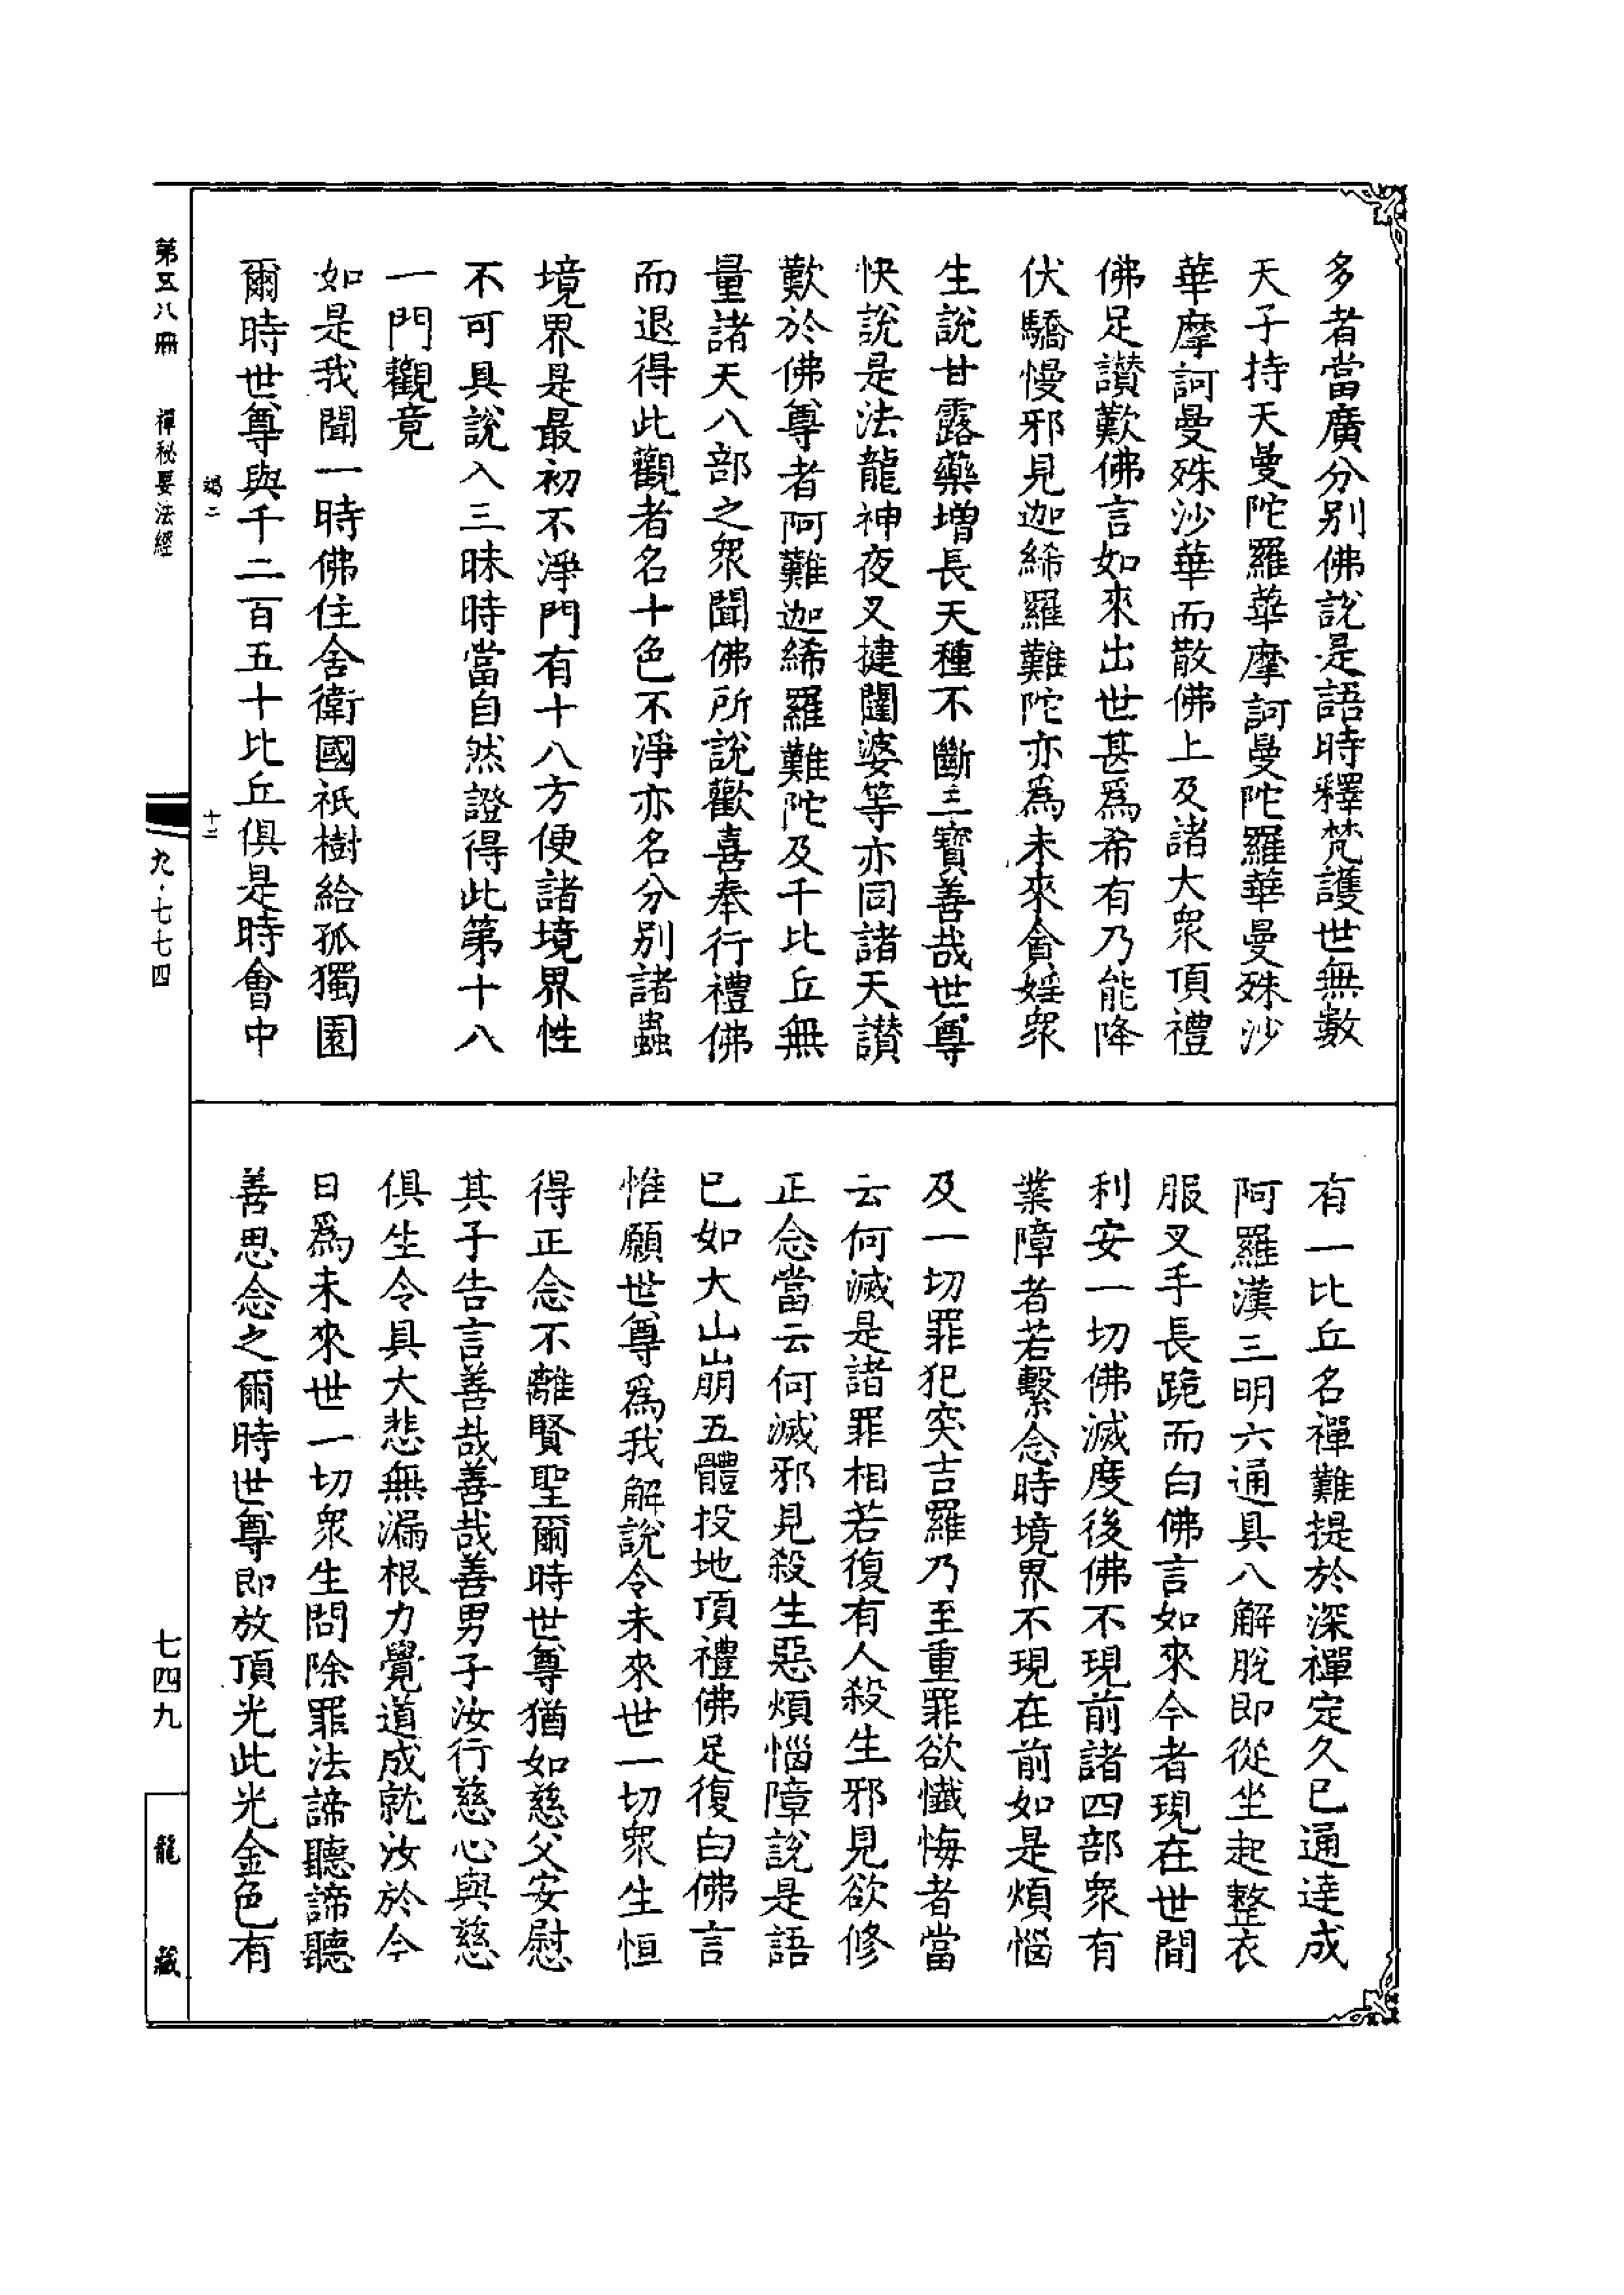 多者當廣分别佛說是語時釋梵護世無數
天子持天曼陀羅華摩訶曼陀羅華曼殊沙
華摩訶曼殊沙華而散佛上及諸大衆頂禮
佛足讃歎佛言如來出世甚爲希有乃能降
伏驕慢邪見迦絺羅難陀亦爲未來貪婬衆
生說甘露藥增長天種不斷三寶善哉世尊
快說是法龍神夜叉揵闥婆等亦同諸天讃
歎於佛尊者阿難迦絺羅難陀及千比丘無
量諸天八部之衆聞佛所說歡喜奉行禮佛
而退得此觀者名十色不淨亦名分别諸蟲
境界是最初不淨門有十八方便諸境界性
不可具說入三昧時當自然證得此第十八
一門觀竟
如是我聞一時佛住舍衛國祇樹給孤獨園
爾時世尊與千二百五十比丘俱是時會中
有一比丘名禪難提於深禪定久已通達成
阿羅漢三明六通具八解脫即從坐起整衣
服叉手長跪而白佛言如來今者現在世間
利安一切佛滅度後佛不現前諸四部衆有
業障者若繫念時境界不現在前如是煩惱
及一切罪犯突吉羅乃至重罪欲懺悔者當
云何滅是諸罪相若復有人殺生邪見欲修
正念當云何滅邪見殺生惡煩惱障說是語
已如大山崩五體投地頂禮佛足復白佛言
惟願世尊爲我解說令未來世一切衆生恒
得正念不離賢聖爾時世尊猶如慈父安慰
其子告言善哉善哉善男子汝行慈心與慈
俱生令具大悲無漏根力覺道成就汝於今
日爲未來世一切衆生問除罪法諦聽諦聽
善思念之爾時世尊即放頂光此光金色有
竭二
十二
第五八冊
禪秘要法經
九·七七四
七四九
龍藏